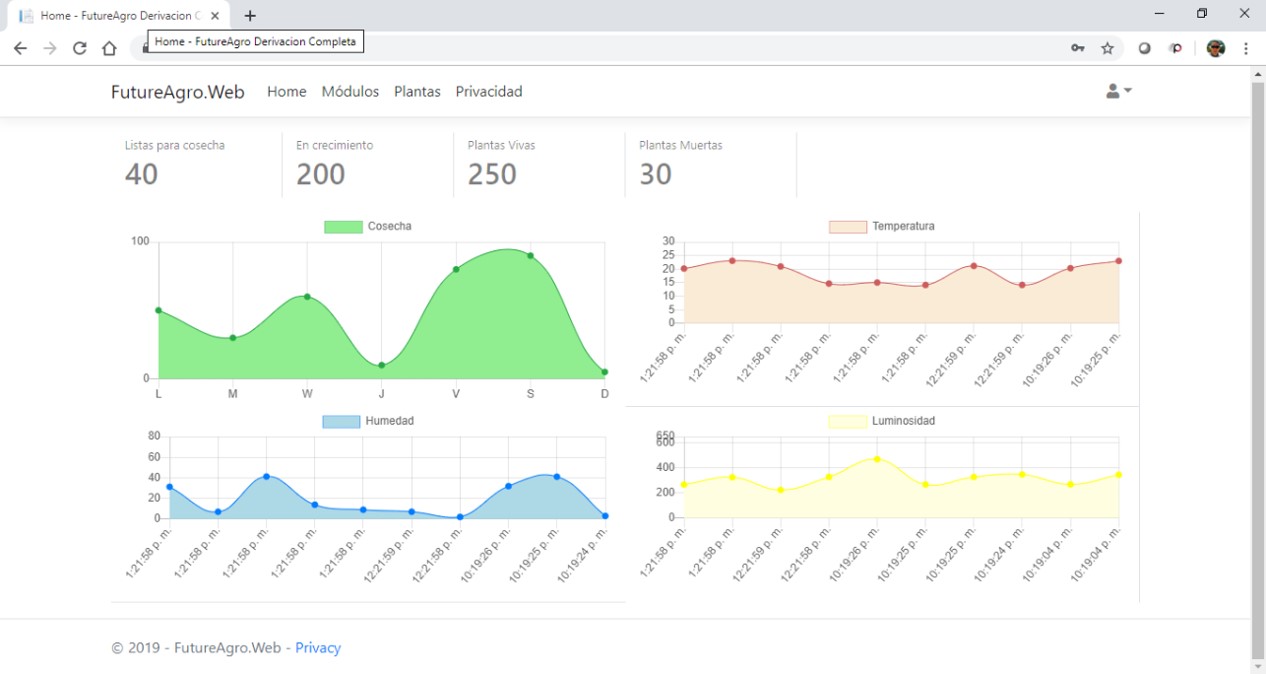 Home - FutureAgro Derivacion C
Home - FutureAgro Derivacion Completa
FutureAgro.Web Home Módulos Plantas Privacidad
Listas para cosecha En crecimiento Plantas Vivas Plantas Muertas
40 200 250 30
Cosecha
100
0
L M W J V S D
Temperatura
30
25
20
15
10
5
0
1:21:58 p. m. 1:21:58 p. m. 1:21:58 p. m. 1:21:58 p. m. 1:21:58 p. m. 1:21:58 p. m. 12:21:59 p. m. 12:21:59 p. m. 10:19:26 p. m. 10:19:25 p. m.
Humedad
80
60
40
20
0
1:21:58 p. m. 1:21:58 p. m. 1:21:58 p. m. 1:21:58 p. m. 1:21:58 p. m. 12:21:59 p. m. 12:21:58 p. m. 10:19:26 p. m. 10:19:25 p. m. 10:19:24 p. m.
Luminosidad
650
600
400
200
0
1:21:58 p. m. 1:21:58 p. m. 12:21:59 p. m. 12:21:58 p. m. 10:19:26 p. m. 10:19:25 p. m. 10:19:25 p. m. 10:19:24 p. m. 10:19:04 p. m. 10:19:04 p. m.
© 2019 - FutureAgro.Web - Privacy